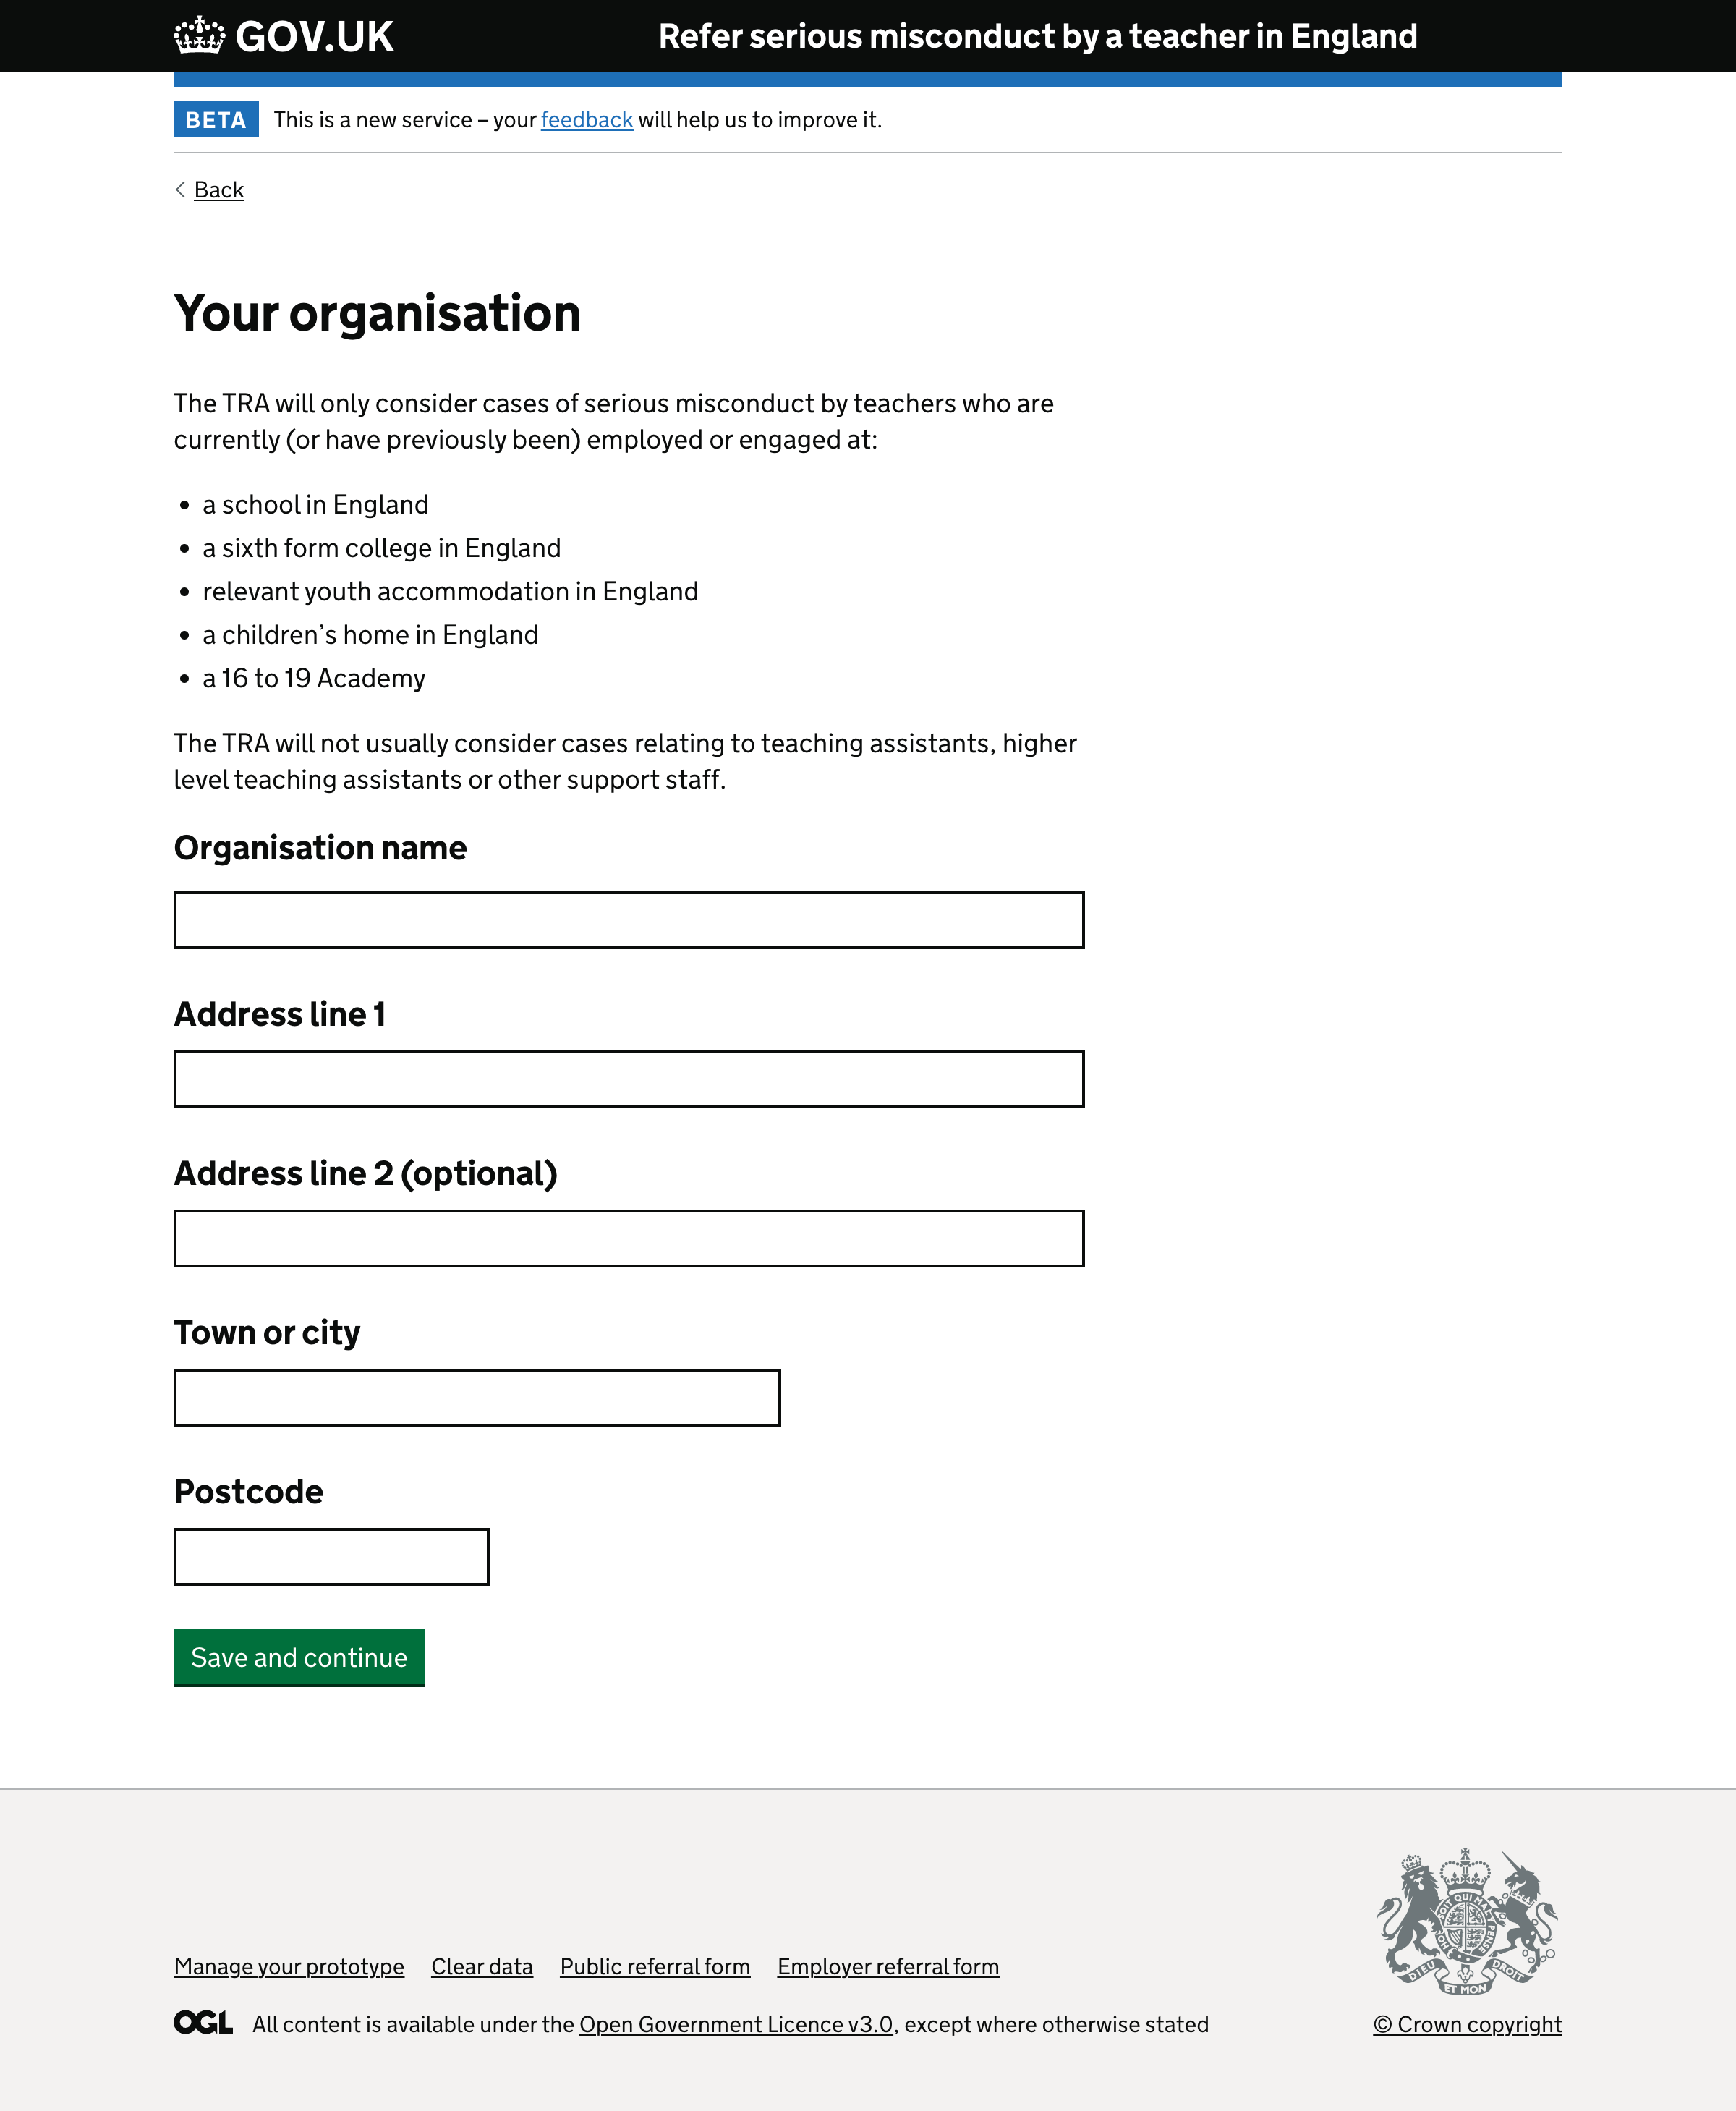 GOV.UK
Refer serious misconduct by a teacher in England
BETA
This is a new service – your feedback will help us to improve it.
Back
Your organisation
The TRA will only consider cases of serious misconduct by teachers who are
currently (or have previously been) employed or engaged at:
• a school in England
• a sixth form college in England
• relevant youth accommodation in England
• a children’s home in England
• a 16 to 19 Academy
The TRA will not usually consider cases relating to teaching assistants, higher
level teaching assistants or other support staff.
Organisation name
Address line 1
Address line 2 (optional)
Town or city
Postcode
Save and continue
Manage your prototype Clear data Public referral form Employer referral form
OGL All content is available under the Open Government Licence v3.0, except where otherwise stated
DIEU ET MON DROIT
© Crown copyright